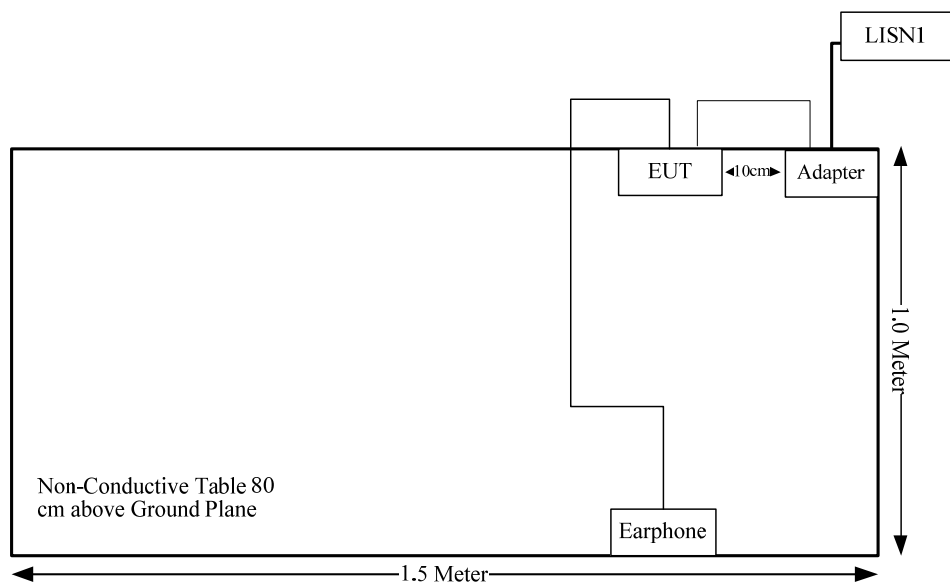 LISN1
EUT
10cm
Adapter
1.0 Meter
Non-Conductive Table 80
cm above Ground Plane
Earphone
1.5 Meter